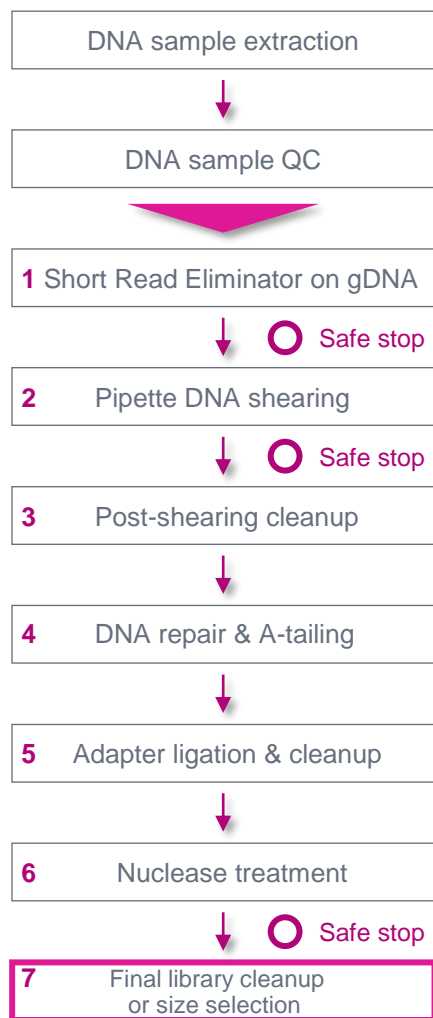 DNA sample extraction
DNA sample QC
1 Short Read Eliminator on gDNA
Safe stop
2 Pipette DNA shearing
Safe stop
3 Post-shearing cleanup
4 DNA repair & A-tailing
5 Adapter ligation & cleanup
6 Nuclease treatment
Safe stop
7 Final library cleanup
or size selection